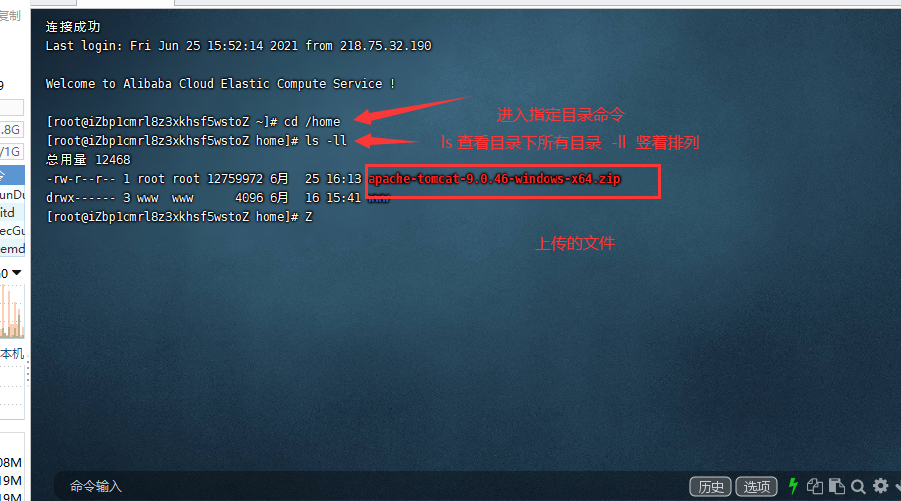 复制
连接成功
Last login: Fri Jun 25 15:52:14 2021 from 218.75.32.190
9
Welcome to Alibaba Cloud Elastic Compute Service !
[root@iZbp1cmrl8z3xkhsf5wstoZ ~]# cd /home
进入指定目录命令
.8G
[root@iZbp1cmrl8z3xkhsf5wstoZ home]# ls -ll
ls 查看目录下所有目录 -ll 竖着排列
/1G
总用量 12468
令
-rw-r--r-- 1 root root 12759972 6月 25 16:13 apache-tomcat-9.0.46-windows-x64.zip
unDu
drwx------ 3 www www 4096 6月 16 15:41 www
itd
[root@iZbp1cmrl8z3xkhsf5wstoZ home]# Z
ecGu
上传的文件
emd
0
本机
08M
19M
19M
命令输入
历史
选项